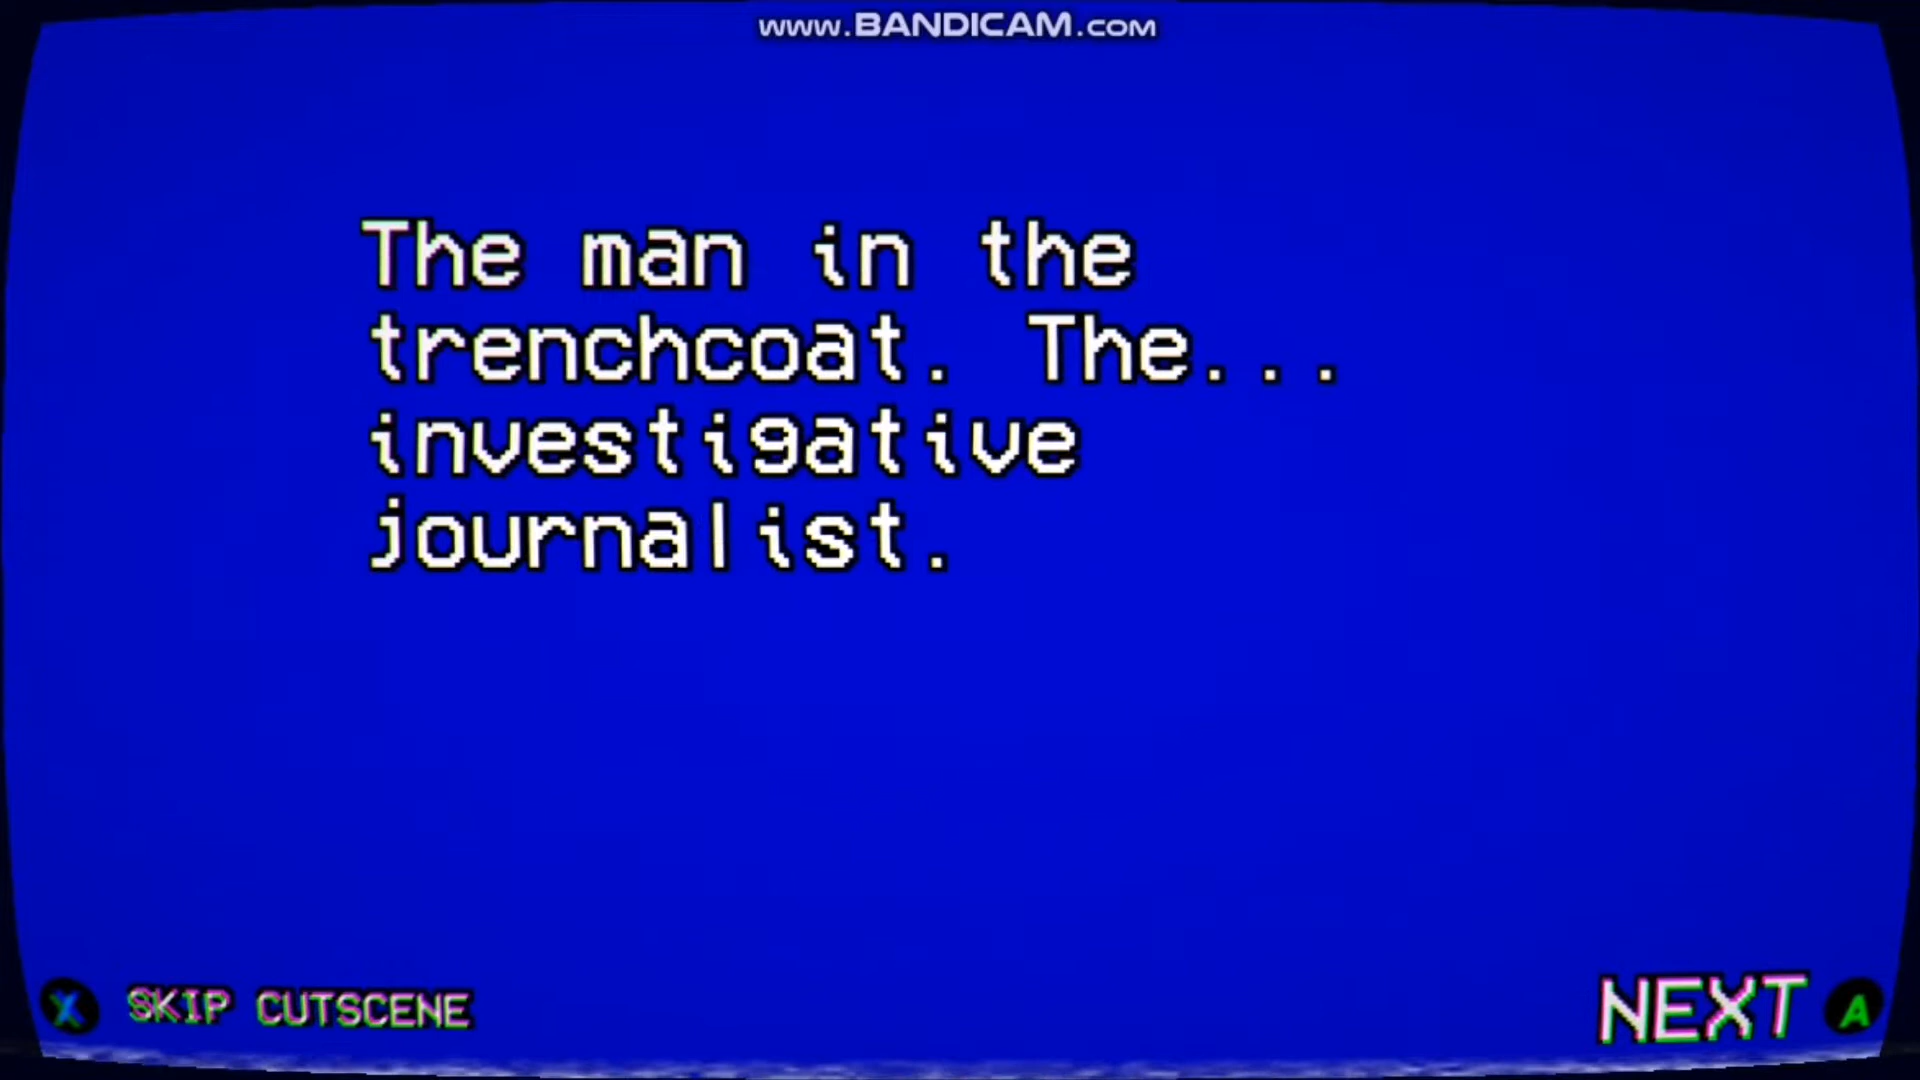 www.BANDICAM.com
The man in the
trenchcoat. The...
investigative
journalist.
X SKIP CUTSCENE
NEXT A